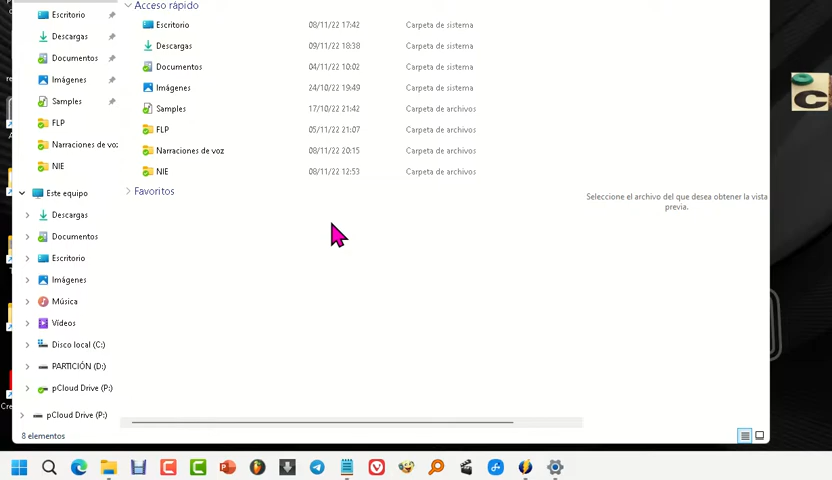 Escritorio
Descargas
Documentos
Imágenes
Samples
FLP
Narraciones de voz
NIE
Este equipo
Descargas
Documentos
Escritorio
Imágenes
Música
Vídeos
Disco local (C:)
PARTICIÓN (D:)
pCloud Drive (P:)
pCloud Drive (P:)
8 elementos
Acceso rápido
Escritorio 08/11/22 17:42 Carpeta de sistema
Descargas 09/11/22 18:38 Carpeta de sistema
Documentos 04/11/22 10:02 Carpeta de sistema
Imágenes 24/10/22 19:49 Carpeta de sistema
Samples 17/10/22 21:42 Carpeta de archivos
FLP 05/11/22 21:07 Carpeta de archivos
Narraciones de voz 08/11/22 20:15 Carpeta de archivos
NIE 08/11/22 12:53 Carpeta de archivos
Favoritos
Seleccione el archivo del que desea obtener la vista
previa.